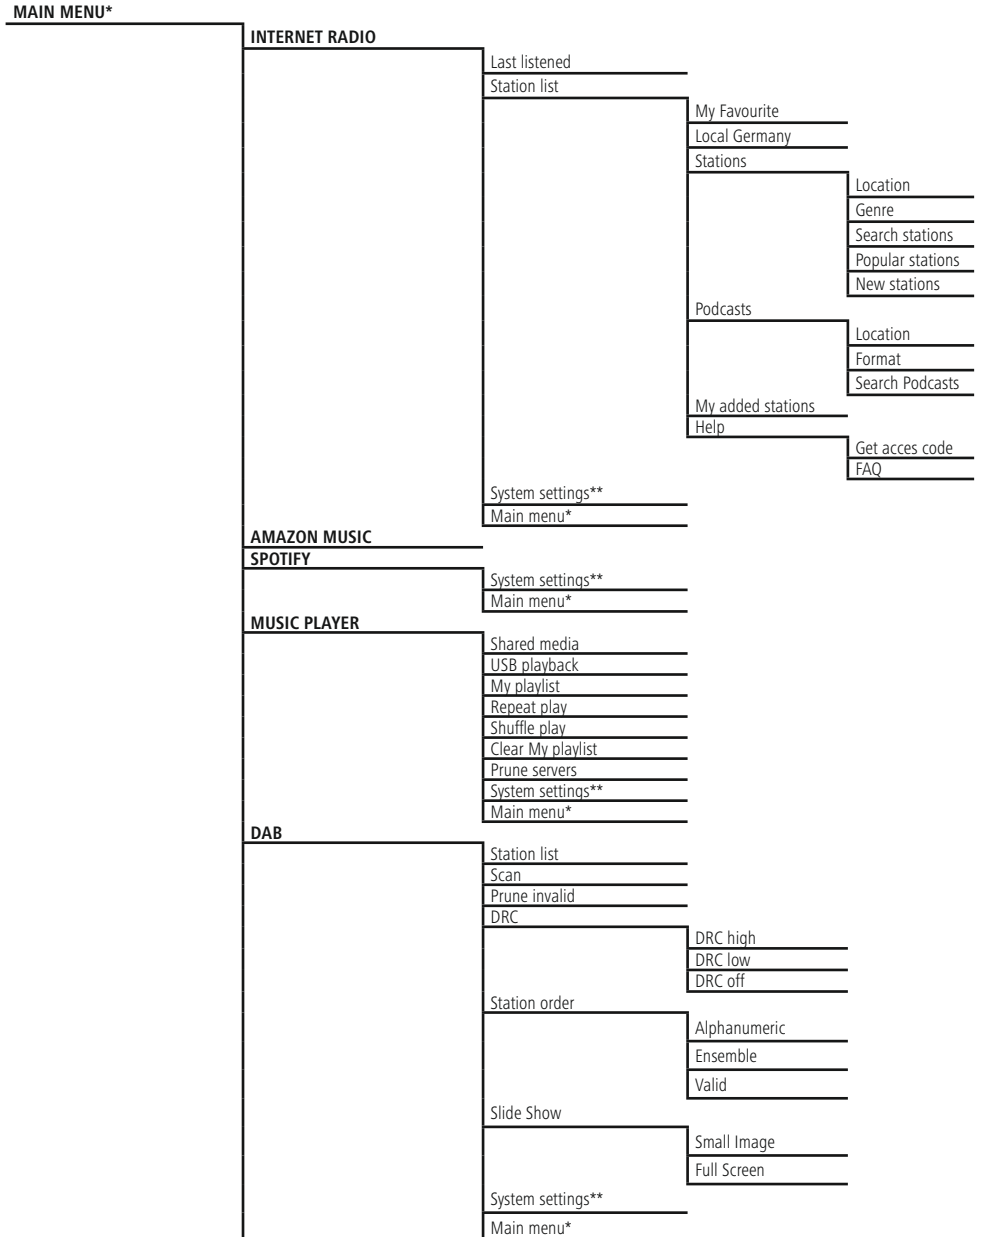 MAIN MENU*
INTERNET RADIO
Last listened
Station list
My Favourite
Local Germany
Stations
Location
Genre
Search stations
Popular stations
New stations
Podcasts
Location
Format
Search Podcasts
My added stations
Help
Get acces code
FAQ
System settings**
Main menu*
AMAZON MUSIC
SPOTIFY
System settings**
Main menu*
MUSIC PLAYER
Shared media
USB playback
My playlist
Repeat play
Shuffle play
Clear My playlist
Prune servers
System settings**
Main menu*
DAB
Station list
Scan
Prune invalid
DRC
DRC high
DRC low
DRC off
Station order
Alphanumeric
Ensemble
Valid
Slide Show
Small Image
Full Screen
System settings**
Main menu*